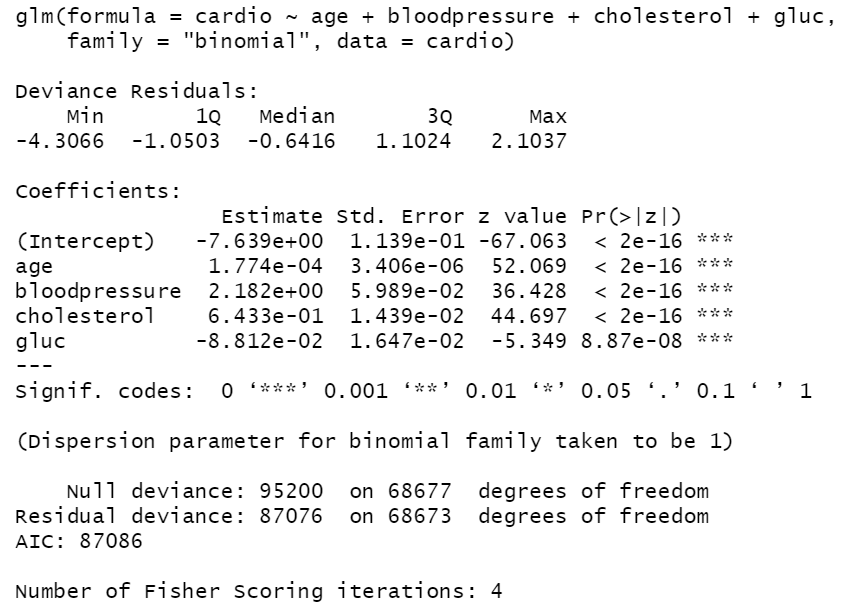 glm(formula = cardio ~ age + bloodpressure + cholesterol + gluc,
    family = "binomial", data = cardio)

Deviance Residuals:
    Min       1Q   Median       3Q      Max
-4.3066  -1.0503  -0.6416   1.1024   2.1037

Coefficients:
                Estimate Std. Error z value Pr(>|z|)
(Intercept)   -7.639e+00  1.139e-01 -67.063  < 2e-16 ***
age            1.774e-04  3.406e-06  52.069  < 2e-16 ***
bloodpressure  2.182e+00  5.989e-02  36.428  < 2e-16 ***
cholesterol    6.433e-01  1.439e-02  44.697  < 2e-16 ***
gluc          -8.812e-02  1.647e-02  -5.349 8.87e-08 ***
---
Signif. codes:  0 ‘***’ 0.001 ‘**’ 0.01 ‘*’ 0.05 ‘.’ 0.1 ‘ ’ 1

(Dispersion parameter for binomial family taken to be 1)

    Null deviance: 95200  on 68677  degrees of freedom
Residual deviance: 87076  on 68673  degrees of freedom
AIC: 87086

Number of Fisher Scoring iterations: 4